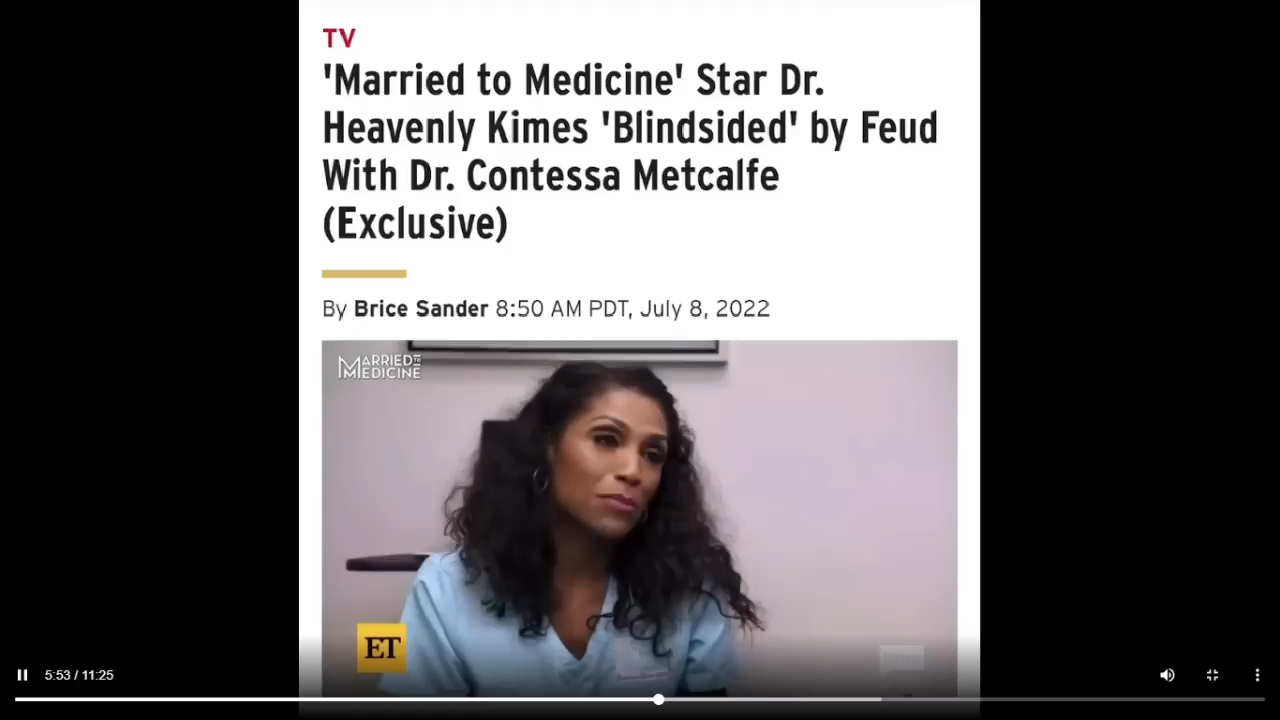 TV
'Married to Medicine' Star Dr.
Heavenly Kimes 'Blindsided' by Feud
With Dr. Contessa Metcalfe
(Exclusive)
By Brice Sander 8:50 AM PDT, July 8, 2022
MARRIED TO
MEDICINE
ET
5:53 / 11:25